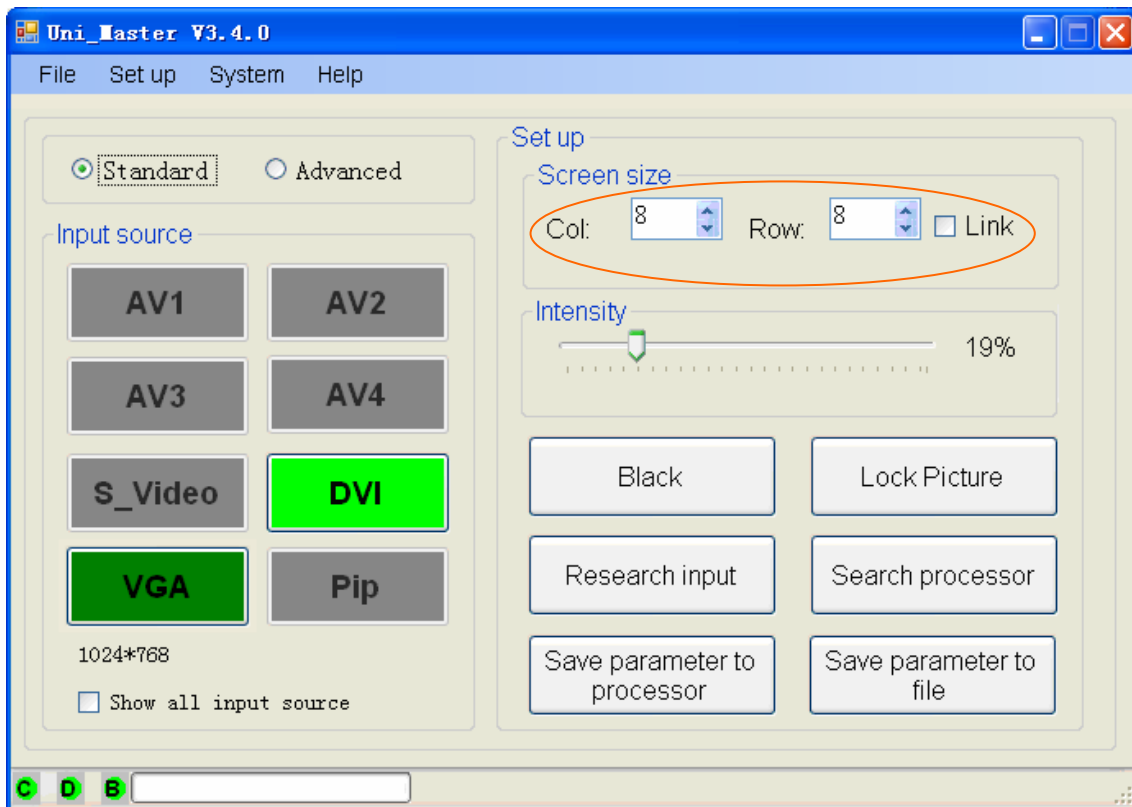 Uni_Master V3.4.0
File Set up System Help
Standard Advanced
Input source
AV1 AV2
AV3 AV4
S_Video DVI
VGA Pip
1024*768
Show all input source
Set up
Screen size
Col: 8 Row: 8 Link
Intensity
19%
Black Lock Picture
Research input Search processor
Save parameter to processor
Save parameter to file
C D B